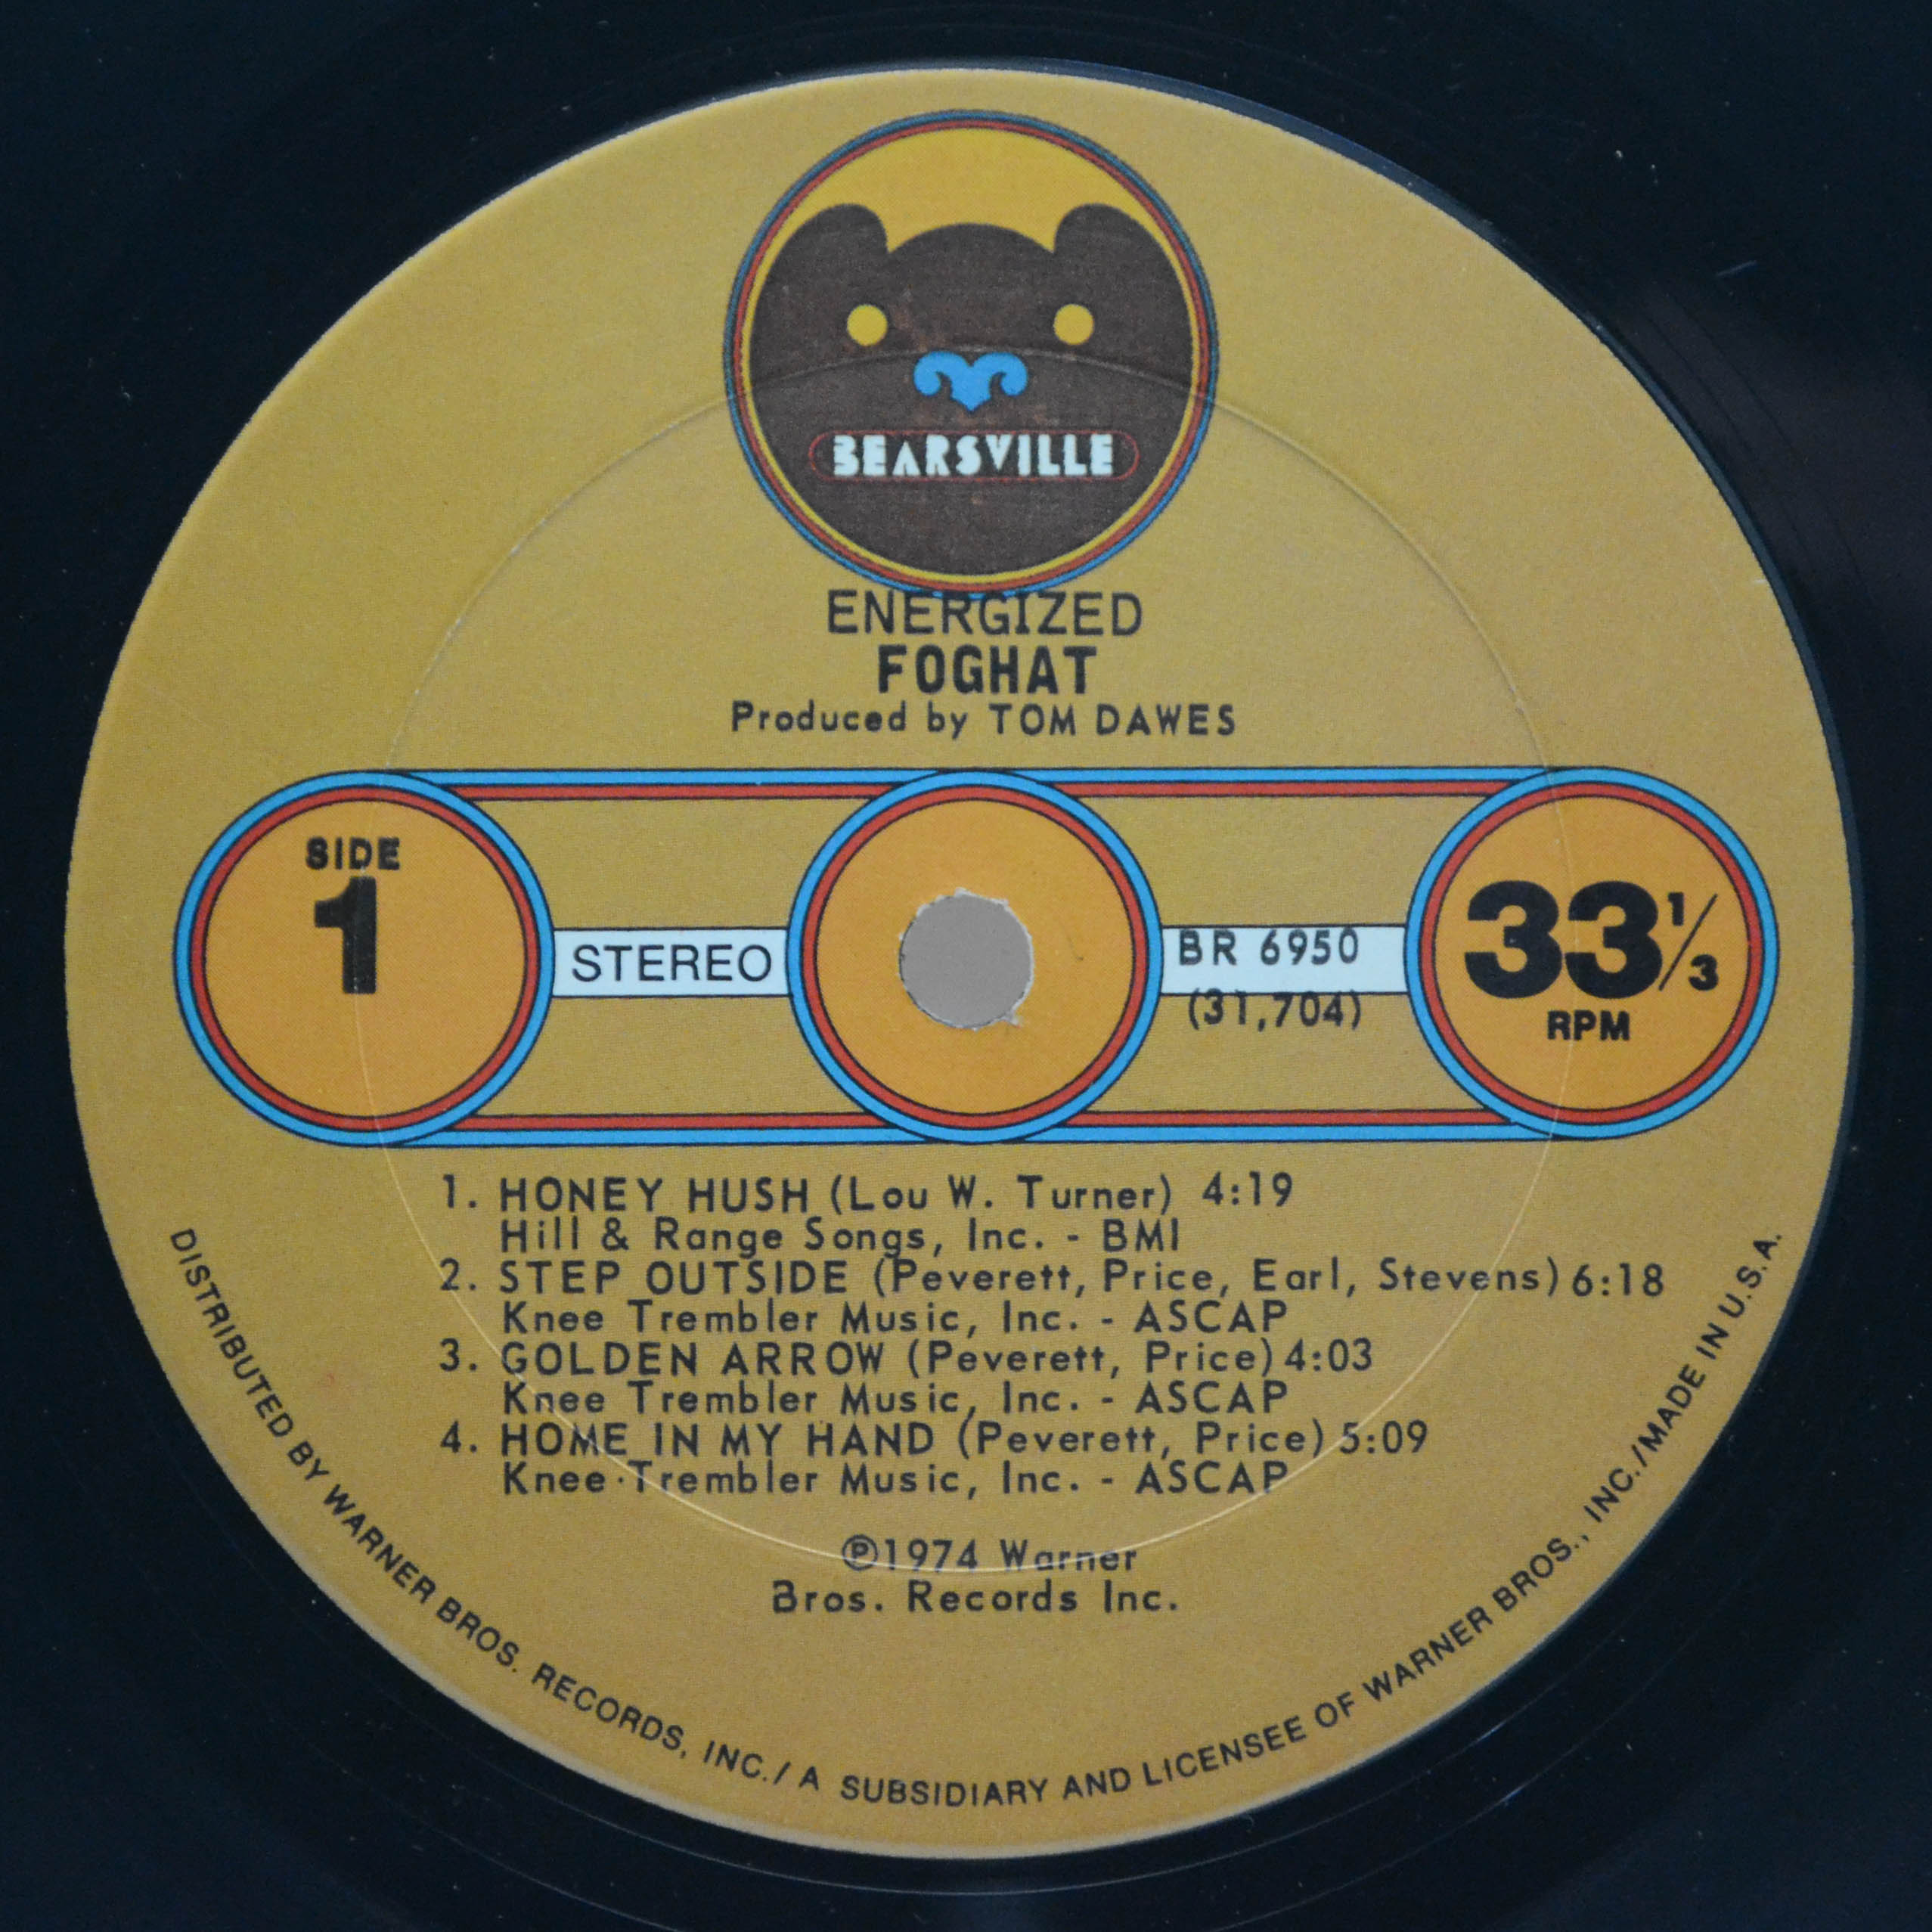 BEARSVILLE
ENERGIZED
FOGHAT
Produced by TOM DAWES
SIDE
1
STEREO
BR 6950
(31,704)
33 1/3
RPM
1. HONEY HUSH (Lou W. Turner) 4:19
Hill & Range Songs, Inc. - BMI
2. STEP OUTSIDE (Peverett, Price, Earl, Stevens) 6:18
Knee Trembler Music, Inc. - ASCAP
3. GOLDEN ARROW (Peverett, Price) 4:03
Knee Trembler Music, Inc. - ASCAP
4. HOME IN MY HAND (Peverett, Price) 5:09
Knee Trembler Music, Inc. - ASCAP
℗1974 Warner
Bros. Records Inc.
DISTRIBUTED BY WARNER BROS. RECORDS, INC./ A SUBSIDIARY AND LICENSEE OF WARNER BROS., INC./MADE IN U.S.A.